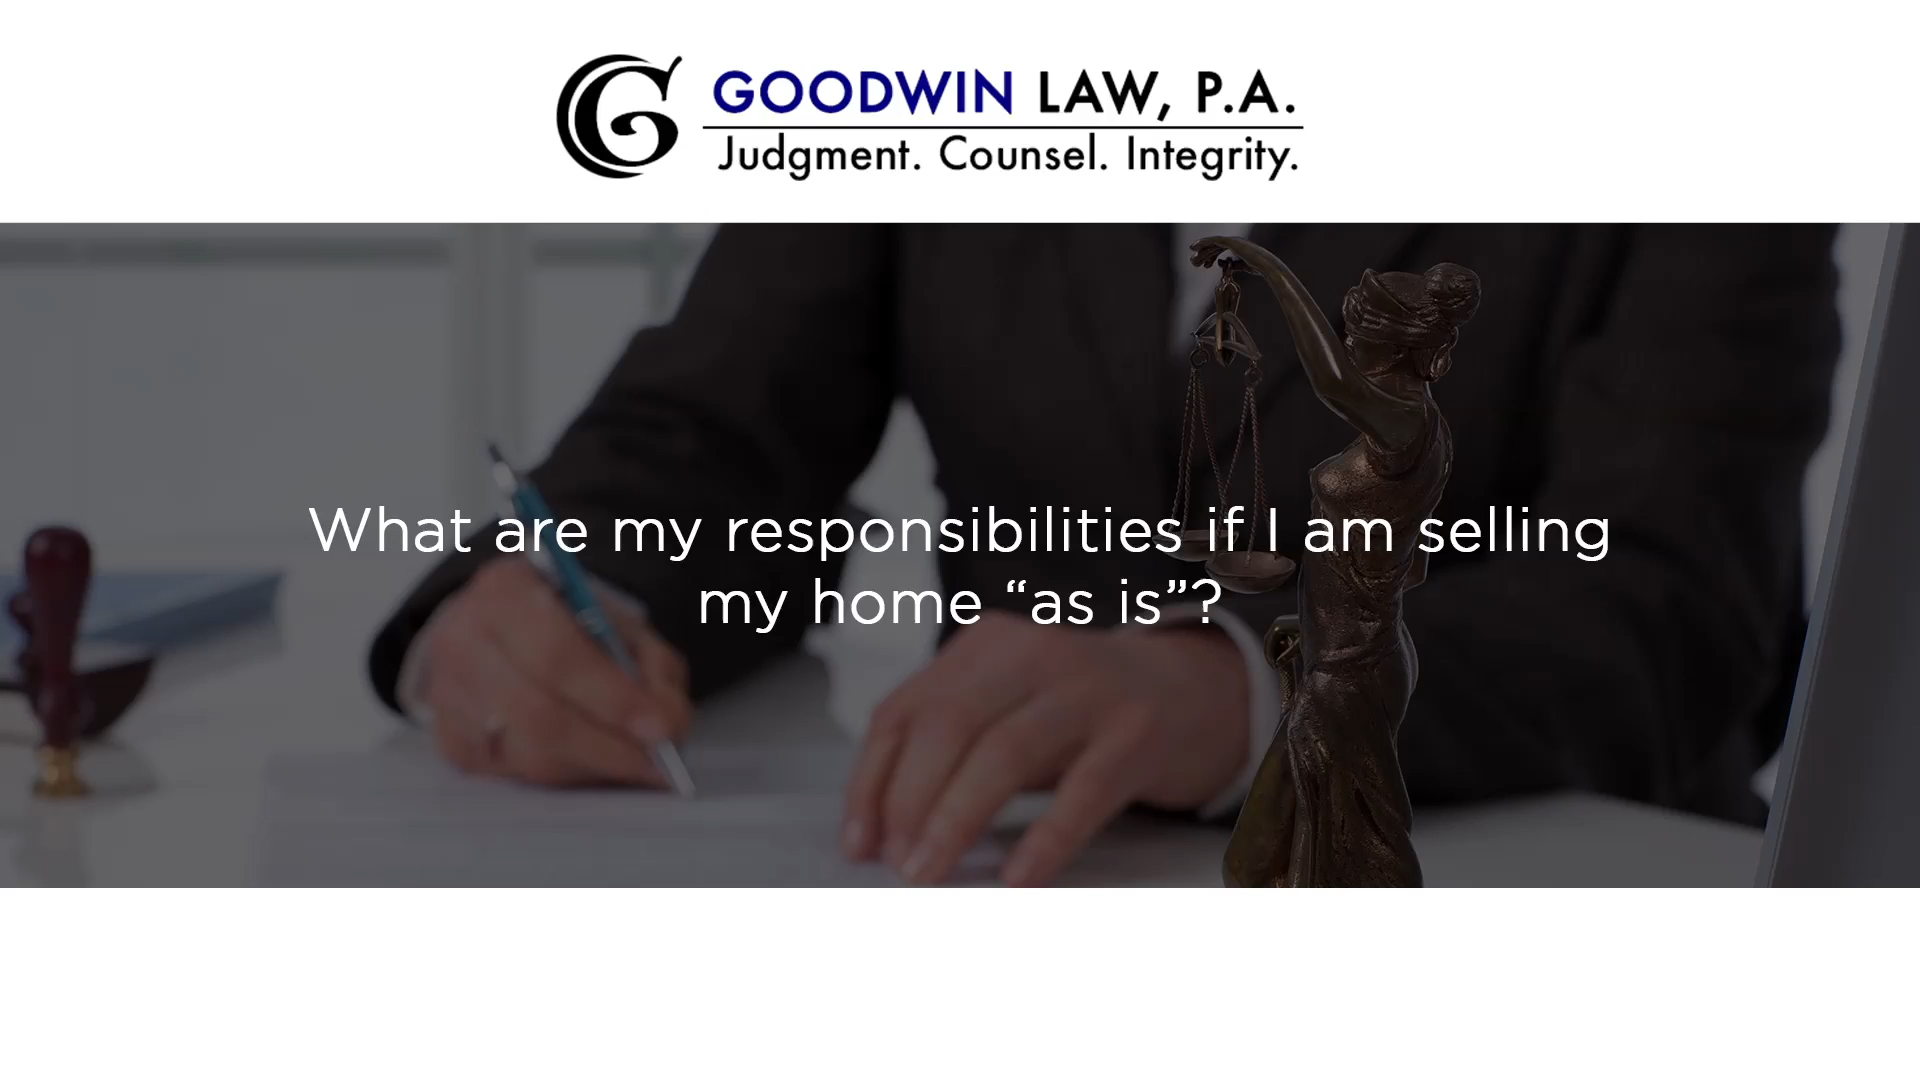 GOODWIN LAW, P.A.
Judgment. Counsel. Integrity.
What are my responsibilities if I am selling
my home “as is”?